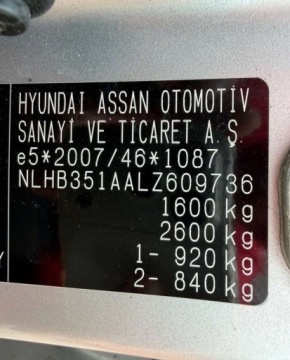 HYUNDAI ASSAN OTOMOTİV
SANAYİ VE TİCARET A.Ş.
e5*2007/46*1087
NLHB351AALZ609736
1600 kg
2600 kg
1- 920 kg
2- 840 kg